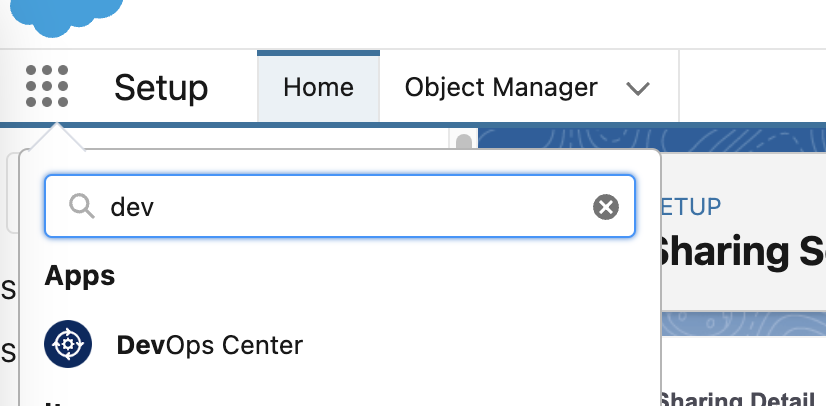 Setup
Home
Object Manager
dev
ETUP
Sharing S
Apps
S
DevOps Center
S
Sharing Detail